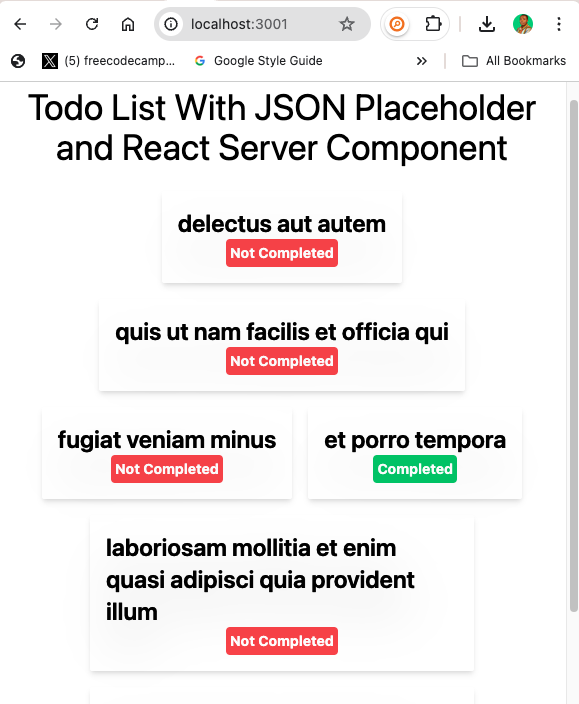 localhost:3001
(5) freecodecamp... Google Style Guide All Bookmarks
Todo List With JSON Placeholder
and React Server Component
delectus aut autem
Not Completed
quis ut nam facilis et officia qui
Not Completed
fugiat veniam minus
Not Completed
et porro tempora
Completed
laboriosam mollitia et enim
quasi adipisci quia provident
illum
Not Completed